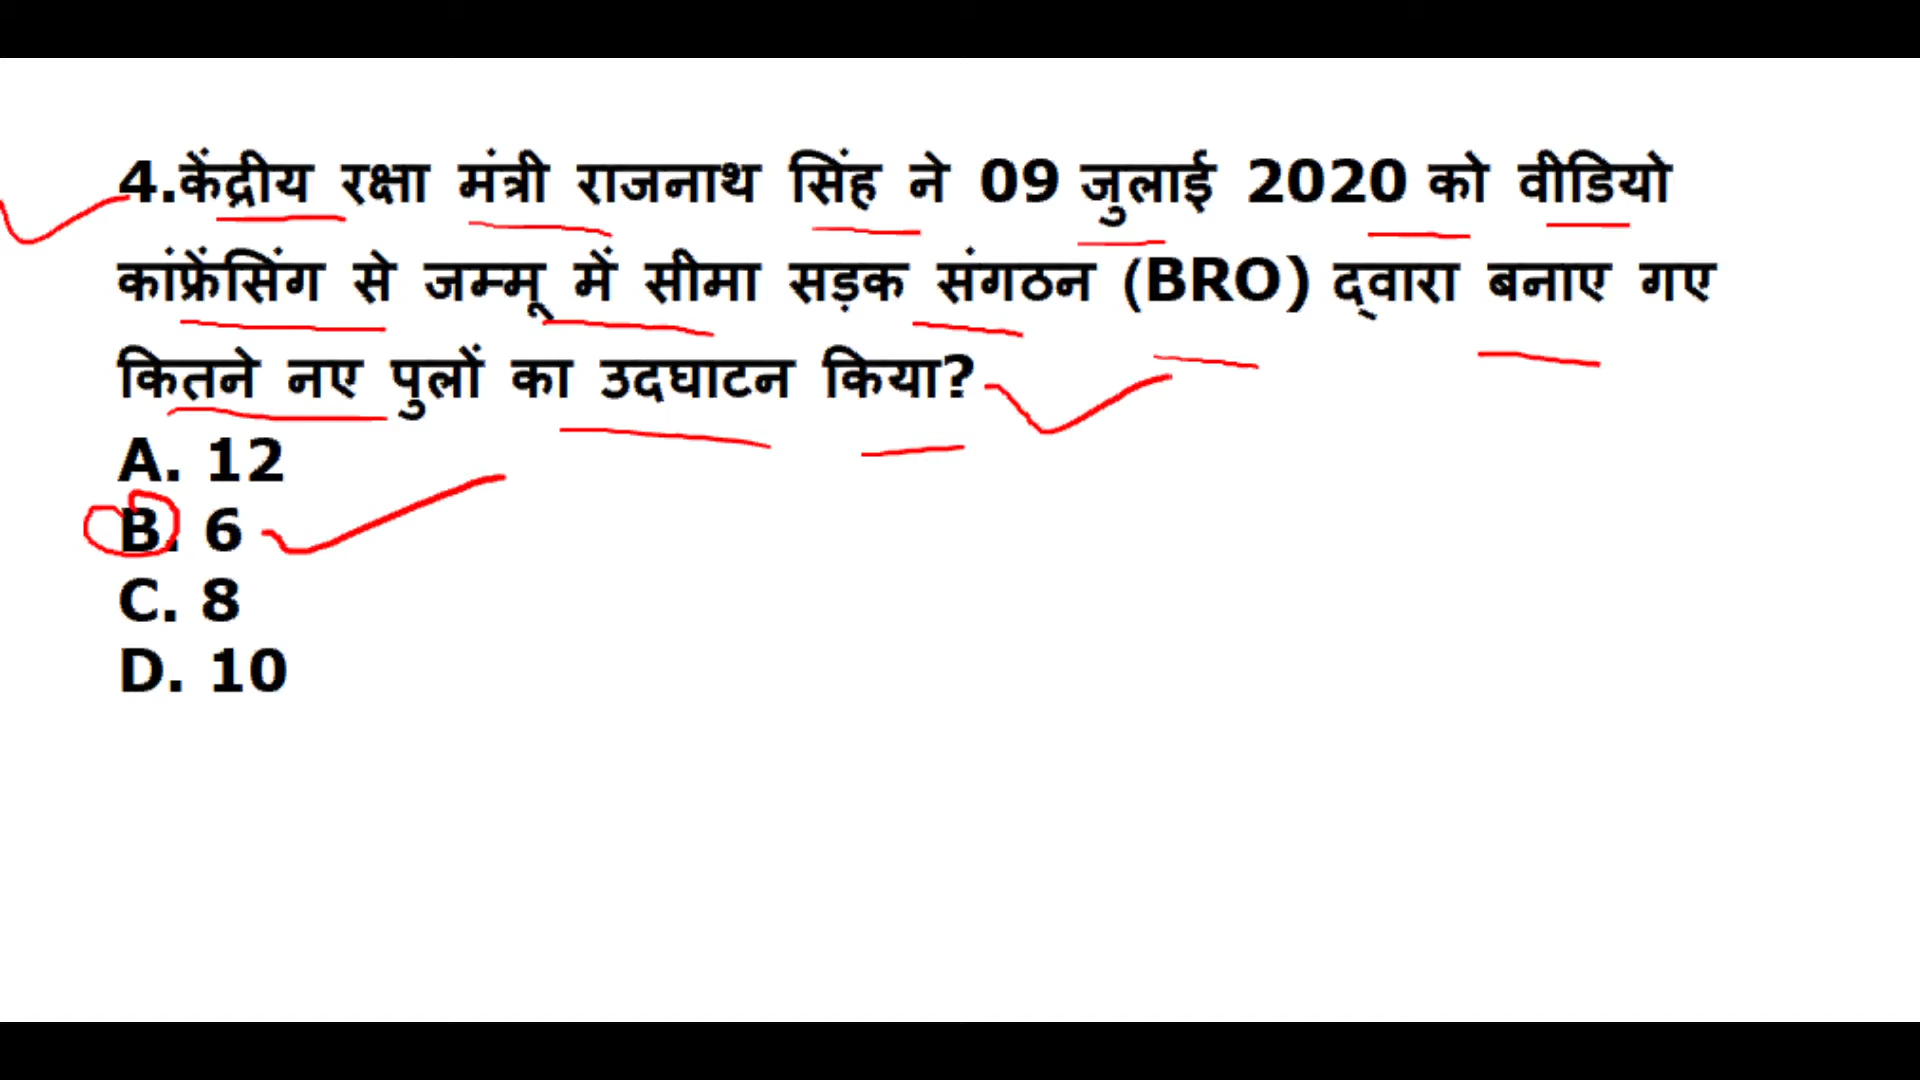 4.केंद्रीय रक्षा मंत्री राजनाथ सिंह ने 09 जुलाई 2020 को वीडियो
कांफ्रेंसिंग से जम्मू में सीमा सड़क संगठन (BRO) द्वारा बनाए गए
कितने नए पुलों का उदघाटन किया?
A. 12
B. 6
C. 8
D. 10